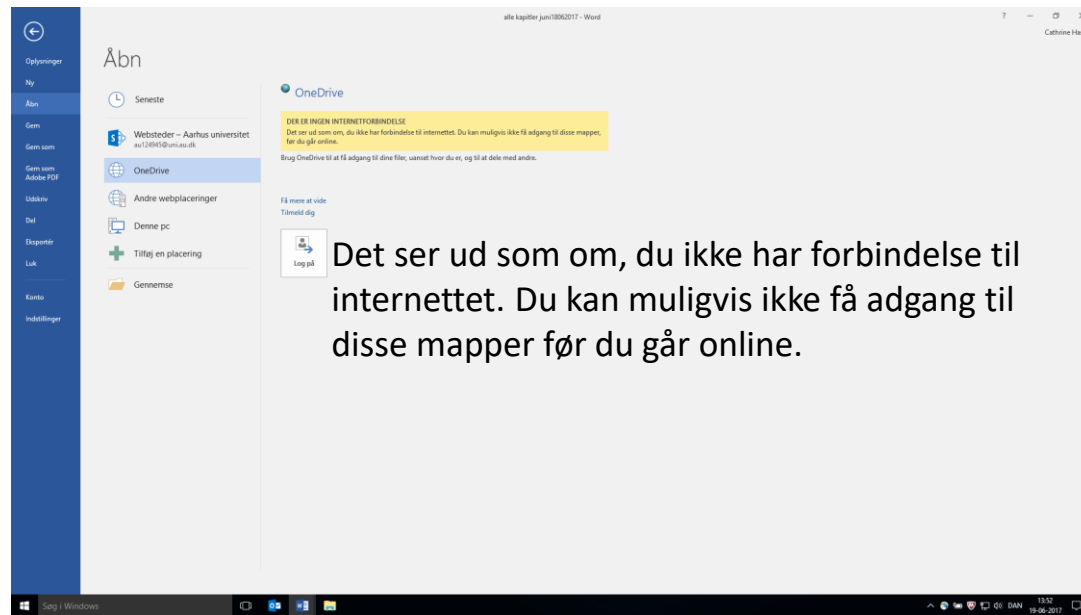 alle kapitler juni18062017 - Word
?
Cathrine Ha
Oplysninger
Ny
Åbn
Gem
Gem som
Gem som
Adobe PDF
Udskriv
Del
Eksportér
Luk
Konto
Indstillinger
Åbn
Seneste
Websteder – Aarhus universitet
au124945@uni.au.dk
OneDrive
Andre webplaceringer
Denne pc
Tilføj en placering
Gennemse
OneDrive
DER ER INGEN INTERNETFORBINDELSE
Det ser ud som om, du ikke har forbindelse til internettet. Du kan muligvis ikke få adgang til disse mapper,
før du går online.
Brug OneDrive til at få adgang til dine filer, uanset hvor du er, og til at dele med andre.
Få mere at vide
Tilmeld dig
Log på
Det ser ud som om, du ikke har forbindelse til
internettet. Du kan muligvis ikke få adgang til
disse mapper før du går online.
Søg i Windows
DAN
13:52
19-06-2017